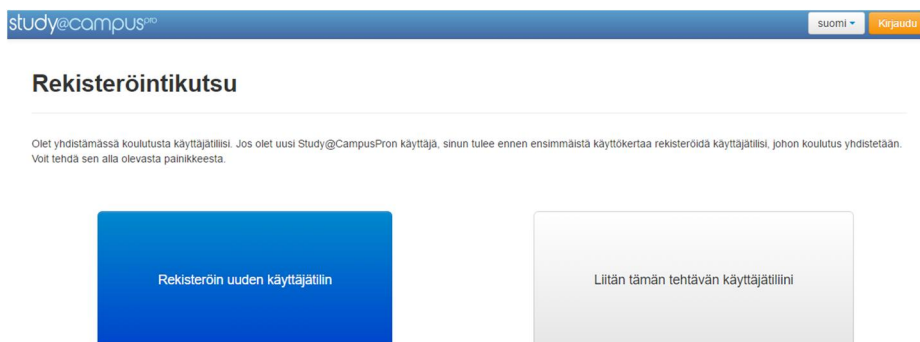 study@campuspro
suomi
Kirjaudu
Rekisteröintikutsu
Olet yhdistämässä koulutusta käyttäjätiliisi. Jos olet uusi Study@CampusPron käyttäjä, sinun tulee ennen ensimmäistä käyttökertaa rekisteröidä käyttäjätilisi, johon koulutus yhdistetään.
Voit tehdä sen alla olevasta painikkeesta.
Rekisteröin uuden käyttäjätilin
Liitän tämän tehtävän käyttäjätiliini